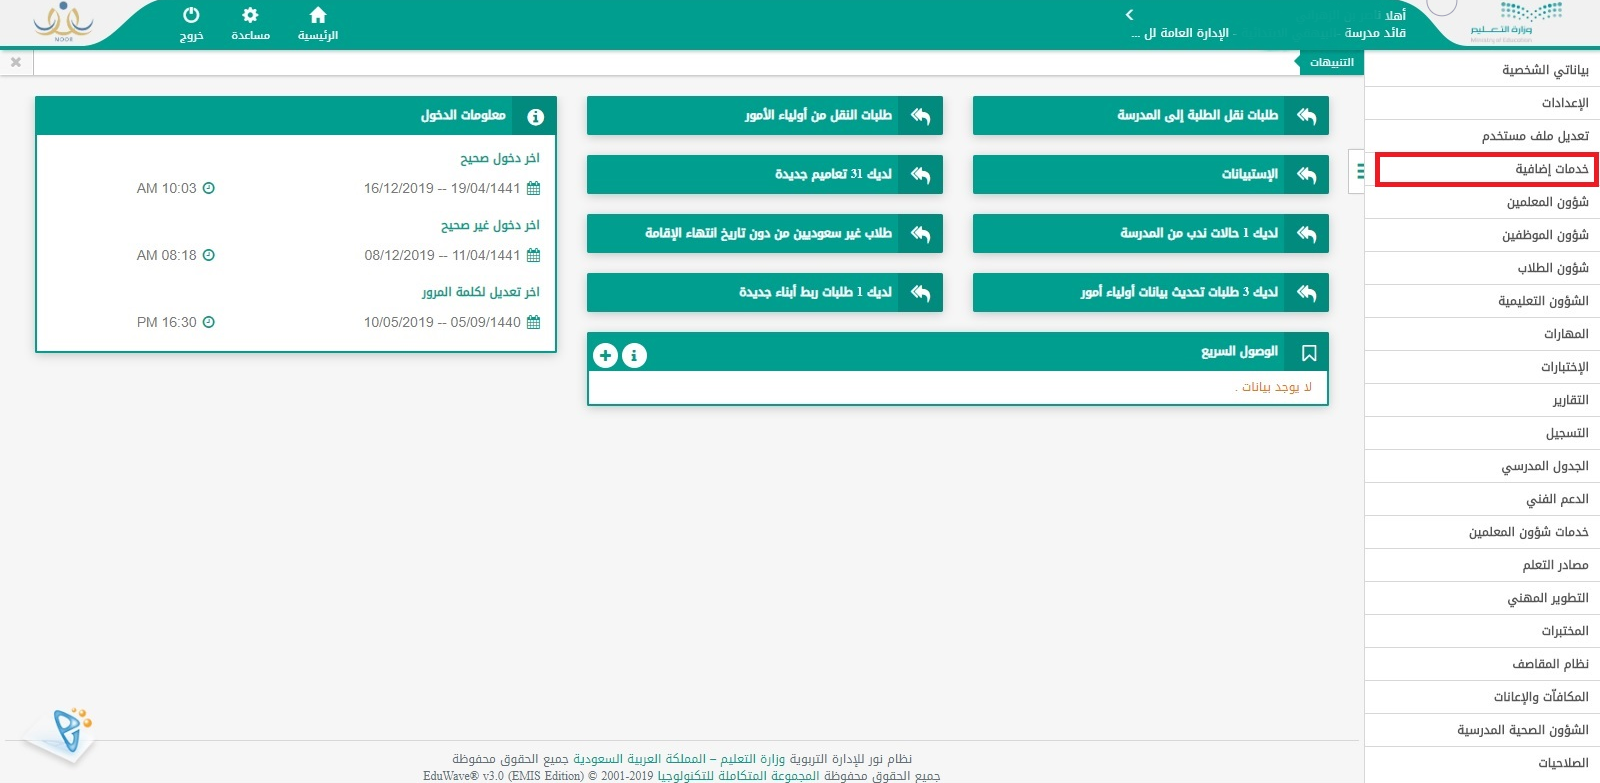 وزارة التعليم
Ministry of Education
أهلا
قائد مدرسة - الإدارة العامة لل ...
الرئيسية
مساعدة
خروج
NOOR
التنبيهات
بياناتي الشخصية
الإعدادات
تعديل ملف مستخدم
خدمات إضافية
شؤون المعلمين
شؤون الموظفين
شؤون الطلاب
الشؤون التعليمية
المهارات
الإختبارات
التقارير
التسجيل
الجدول المدرسي
الدعم الفني
خدمات شؤون المعلمين
مصادر التعلم
التطوير المهني
المختبرات
نظام المقاصف
المكافآت والإعانات
الشؤون الصحية المدرسية
الصلاحيات
طلبات نقل الطلبة إلى المدرسة
طلبات النقل من أولياء الأمور
الإستبيانات
لديك 31 تعاميم جديدة
لديك 1 حالات ندب من المدرسة
طلاب غير سعوديين من دون تاريخ انتهاء الإقامة
لديك 3 طلبات تحديث بيانات أولياء أمور
لديك 1 طلبات ربط أبناء جديدة
الوصول السريع
لا يوجد بيانات .
معلومات الدخول
اخر دخول صحيح
16/12/2019 -- 19/04/1441
10:03 AM
اخر دخول غير صحيح
08/12/2019 -- 11/04/1441
08:18 AM
اخر تعديل لكلمة المرور
10/05/2019 -- 05/09/1440
16:30 PM
نظام نور للإدارة التربوية وزارة التعليم – المملكة العربية السعودية جميع الحقوق محفوظة
جميع الحقوق محفوظة المجموعة المتكاملة للتكنولوجيا EduWave® v3.0 (EMIS Edition) © 2001-2019